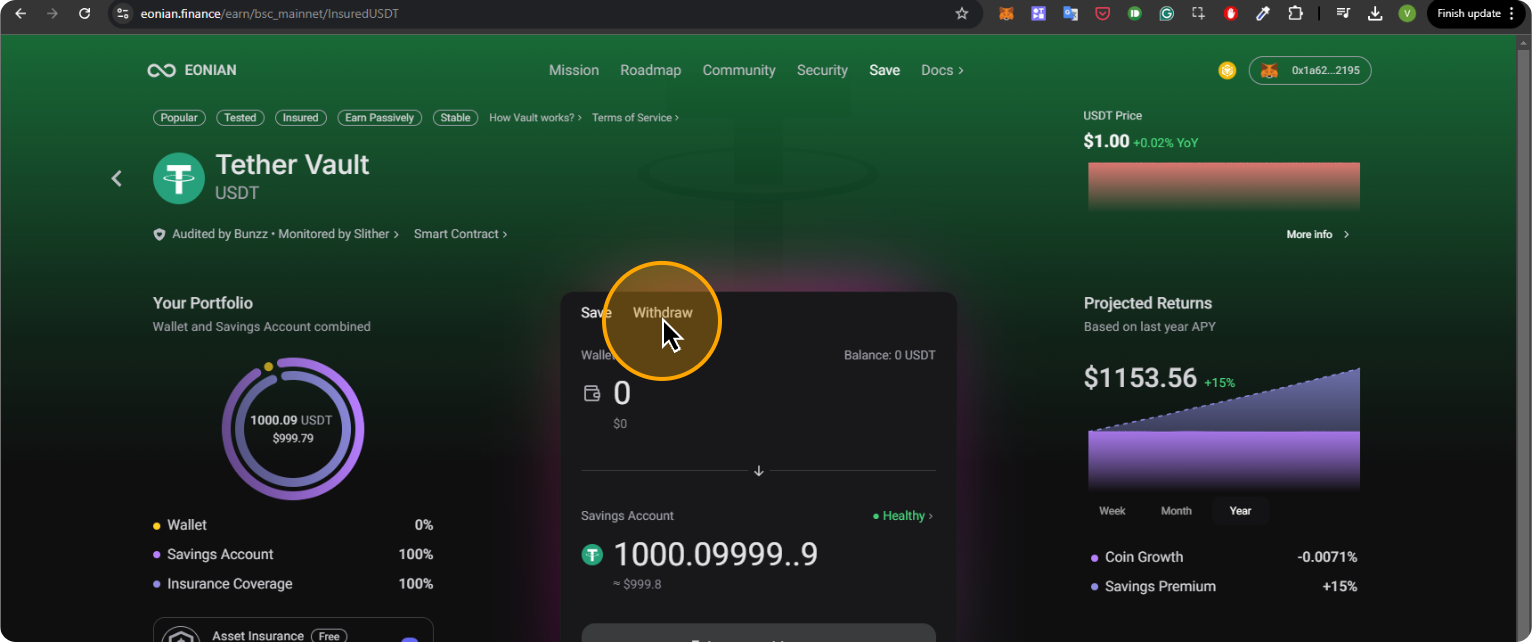 eonian.finance/earn/bsc_mainnet/InsuredUSDT
V
Finish update
EONIAN
Mission Roadmap Community Security Save Docs >
0x1a62...2195
Popular Tested Insured Earn Passively Stable How Vault works? > Terms of Service >
USDT Price
$1.00 +0.02% YoY
Tether Vault
USDT
Audited by Bunzz • Monitored by Slither > Smart Contract >
More info >
Your Portfolio
Wallet and Savings Account combined
1000.09 USDT
$999.79
Wallet 0%
Savings Account 100%
Insurance Coverage 100%
Asset Insurance Free
Save Withdraw
Wallet Balance: 0 USDT
0
$0
Savings Account Healthy >
1000.09999..9
≈ $999.8
Projected Returns
Based on last year APY
$1153.56 +15%
Week Month Year
Coin Growth -0.0071%
Savings Premium +15%